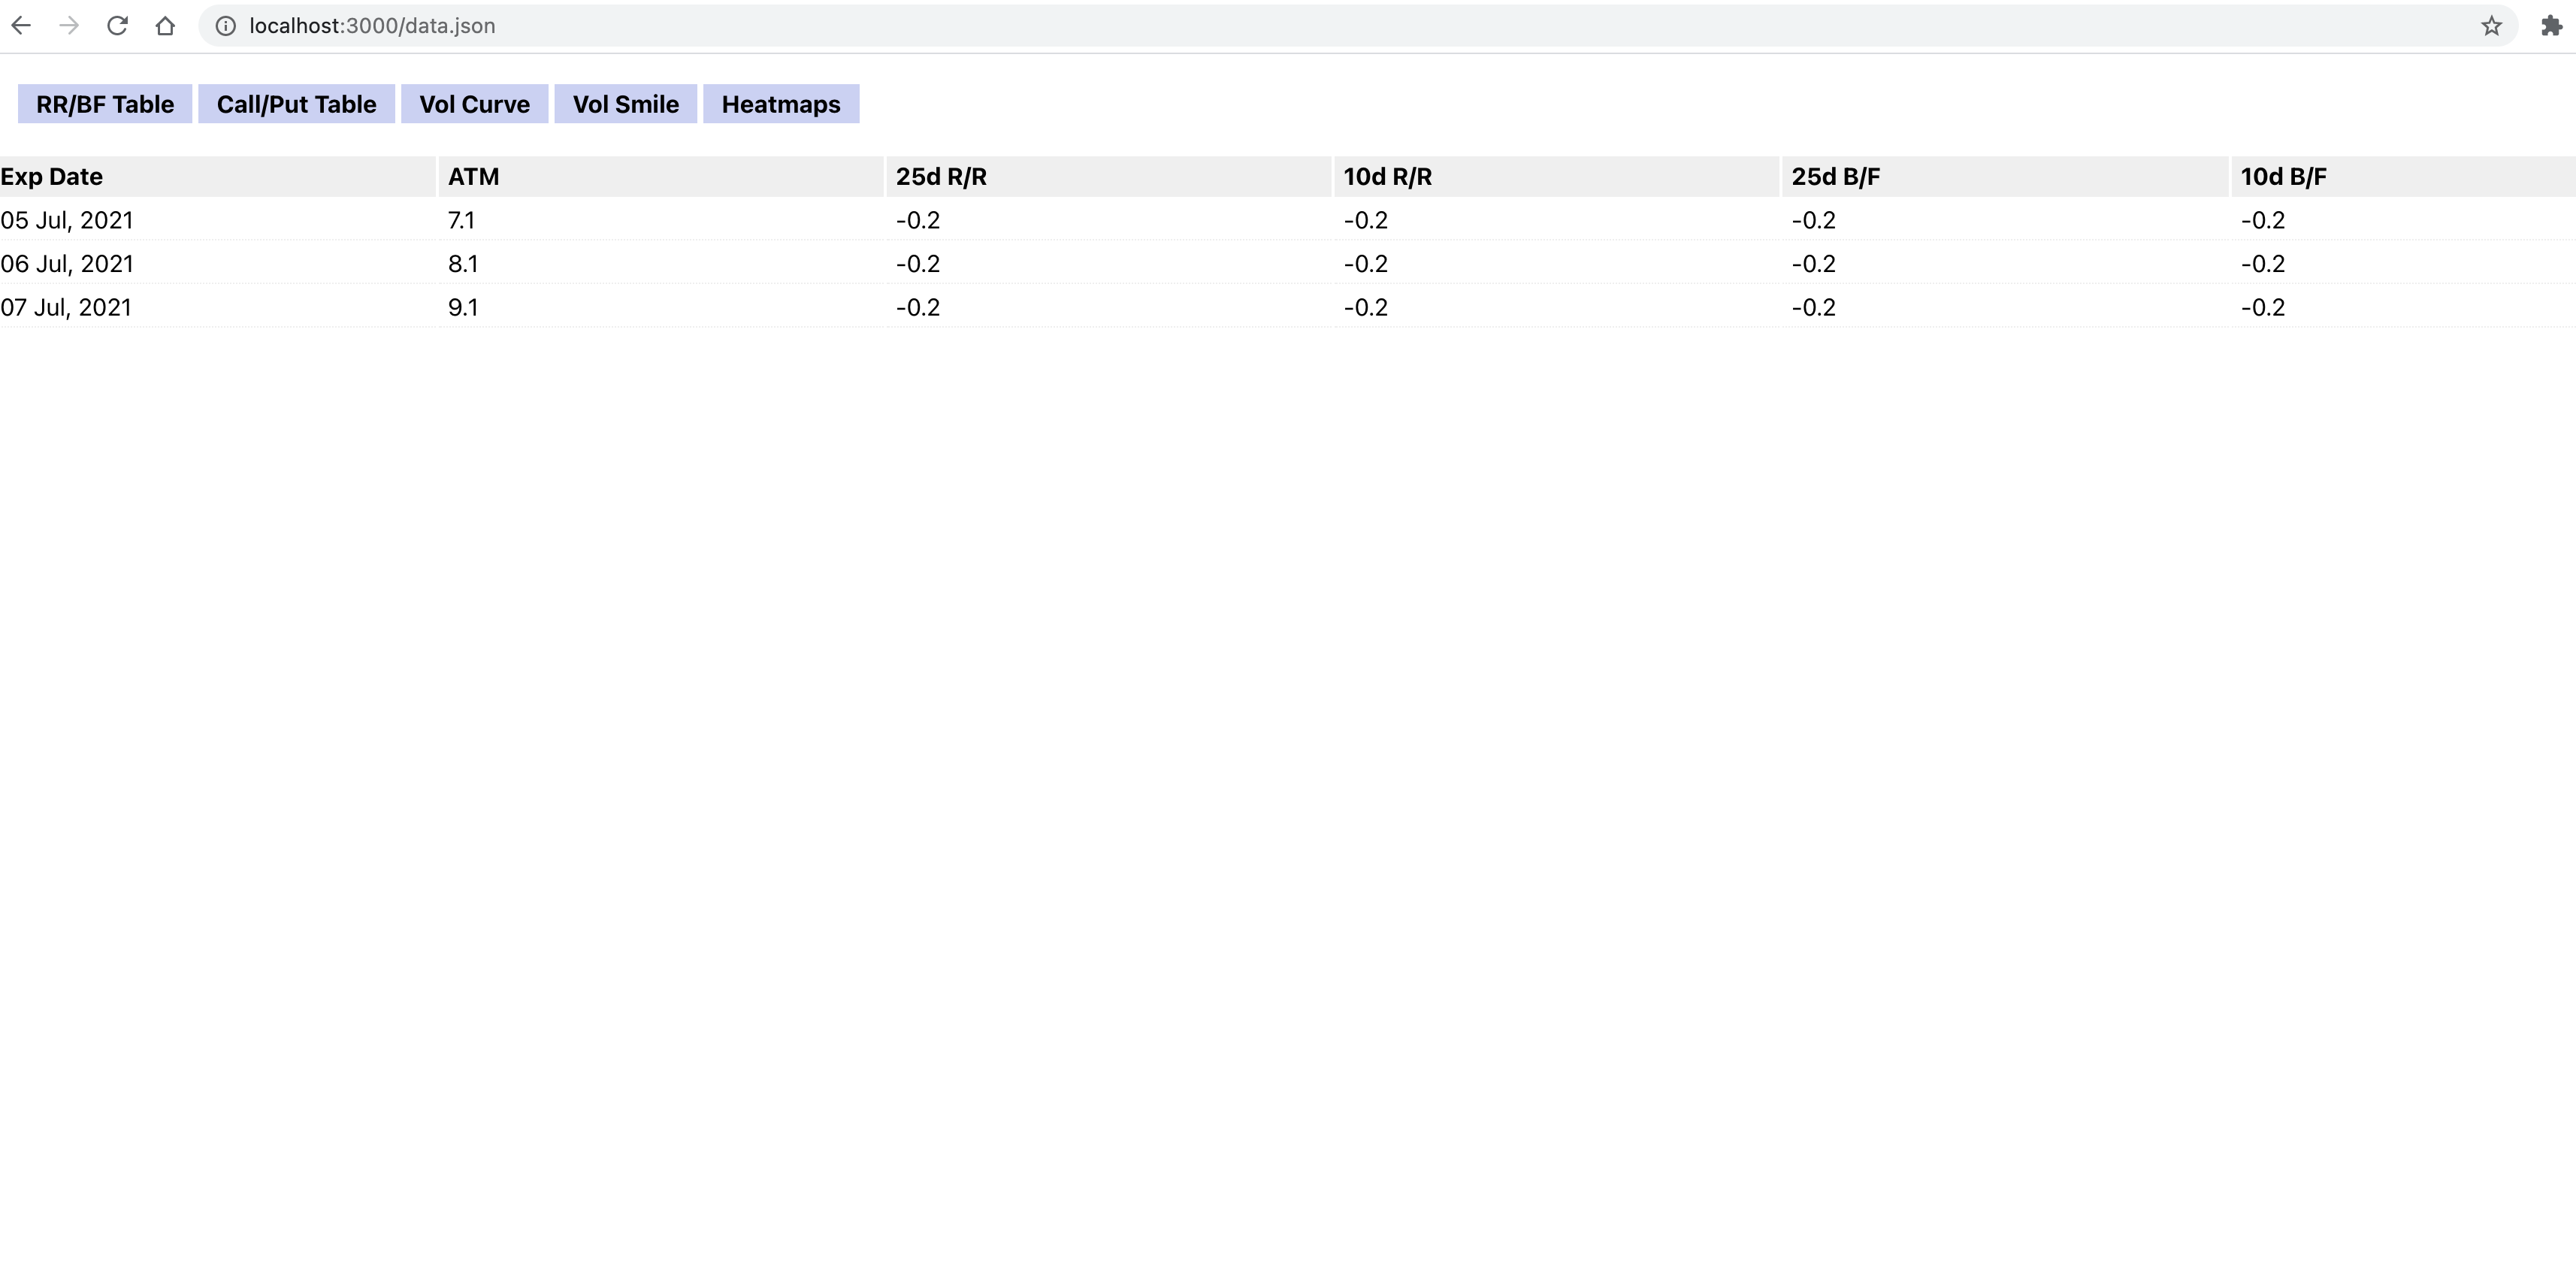 localhost:3000/data.json
RR/BF Table Call/Put Table Vol Curve Vol Smile Heatmaps
Exp Date ATM 25d R/R 10d R/R 25d B/F 10d B/F
05 Jul, 2021 7.1 -0.2 -0.2 -0.2 -0.2
06 Jul, 2021 8.1 -0.2 -0.2 -0.2 -0.2
07 Jul, 2021 9.1 -0.2 -0.2 -0.2 -0.2